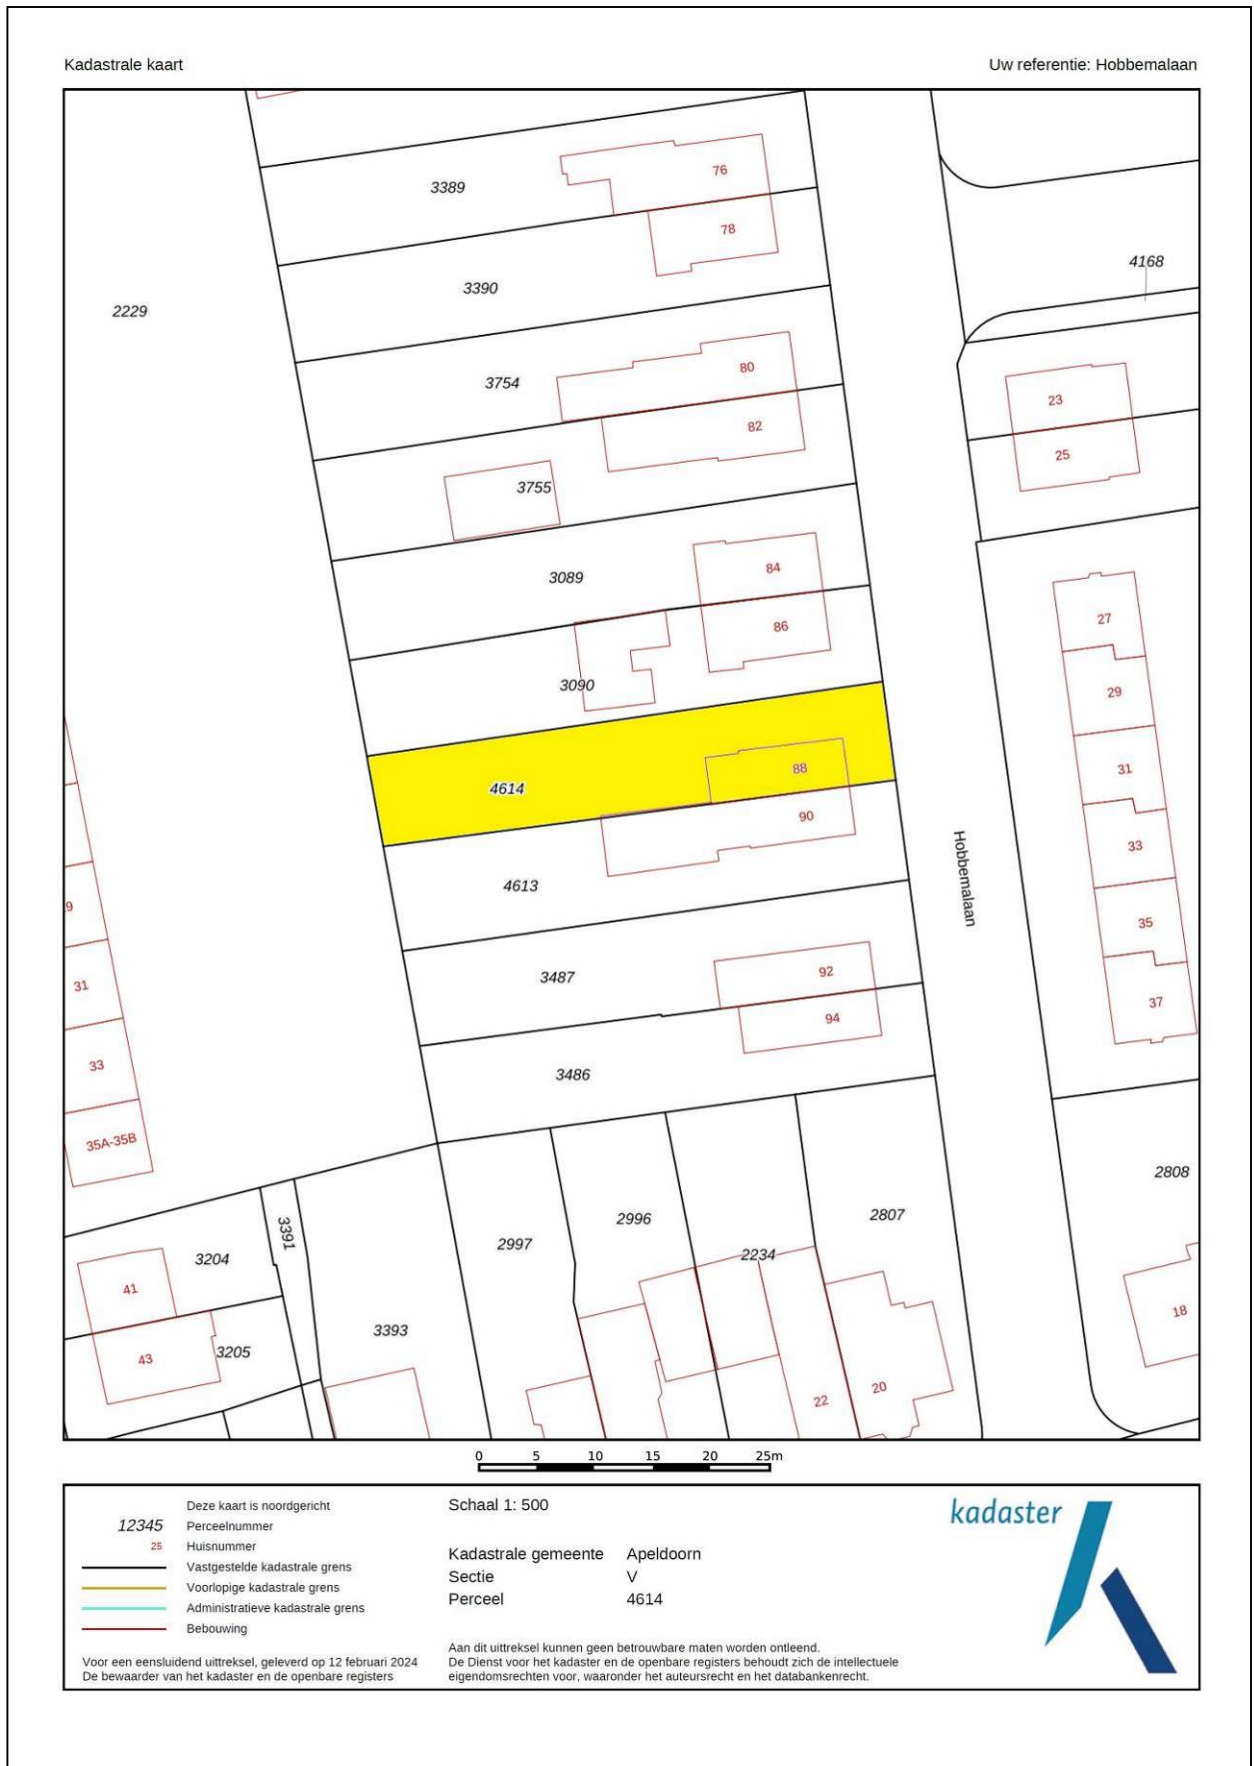 Kadastrale kaart
Uw referentie: Hobbemalaan
76
3389
78
4168
3390
2229
80
3754
23
82
25
3755
84
3089
27
86
3090
29
88
31
4614
90
Hobbemalaan
33
4613
9
35
92
3487
31
37
94
33
3486
35A-35B
2808
3391
2996
2807
2997
2234
3204
41
18
3393
3205
43
20
22
0 5 10 15 20 25m
Deze kaart is noordgericht
12345 Perceelnummer
25 Huisnummer
Vastgestelde kadastrale grens
Voorlopige kadastrale grens
Administratieve kadastrale grens
Bebouwing
Voor een eensluidend uittreksel, geleverd op 12 februari 2024
De bewaarder van het kadaster en de openbare registers
Schaal 1: 500
Kadastrale gemeente Apeldoorn
Sectie V
Perceel 4614
Aan dit uittreksel kunnen geen betrouwbare maten worden ontleend.
De Dienst voor het kadaster en de openbare registers behoudt zich de intellectuele
eigendomsrechten voor, waaronder het auteursrecht en het databankenrecht.
kadaster